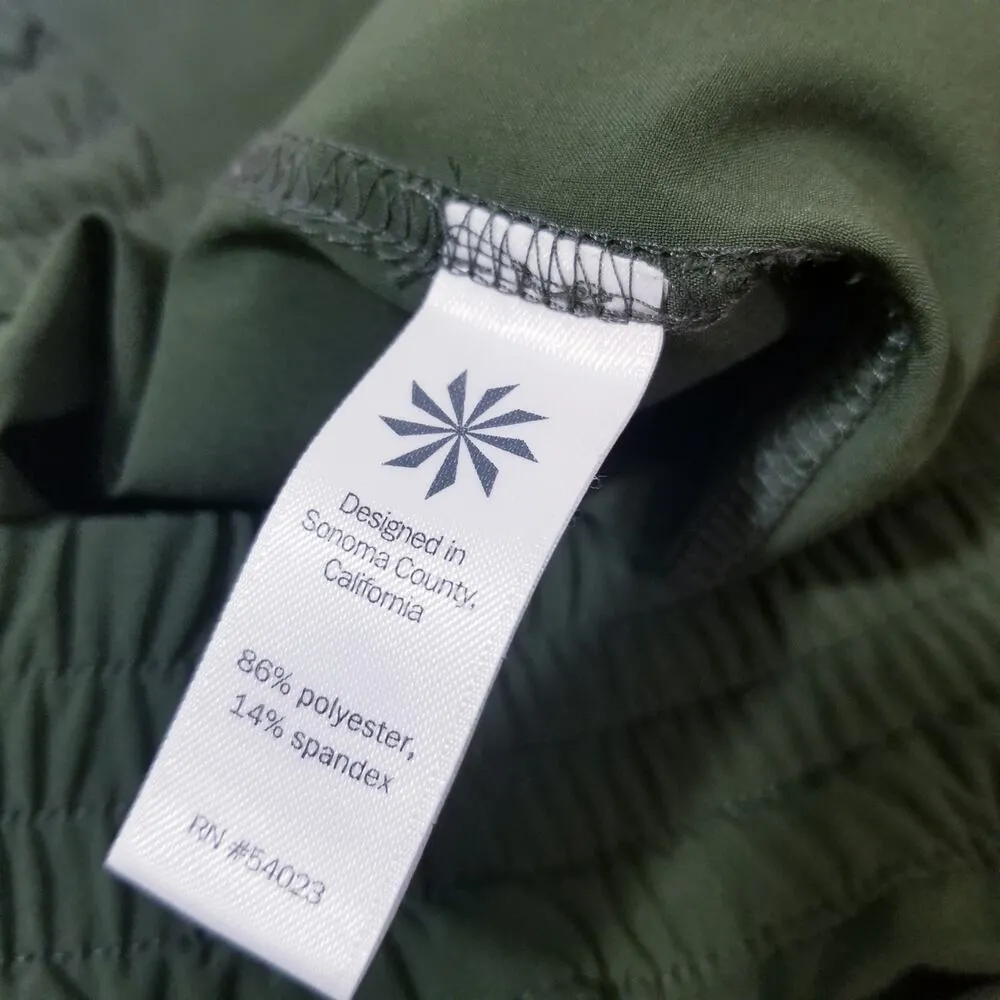 Designed in
Sonoma County,
California
86% polyester,
14% spandex
RN #54023